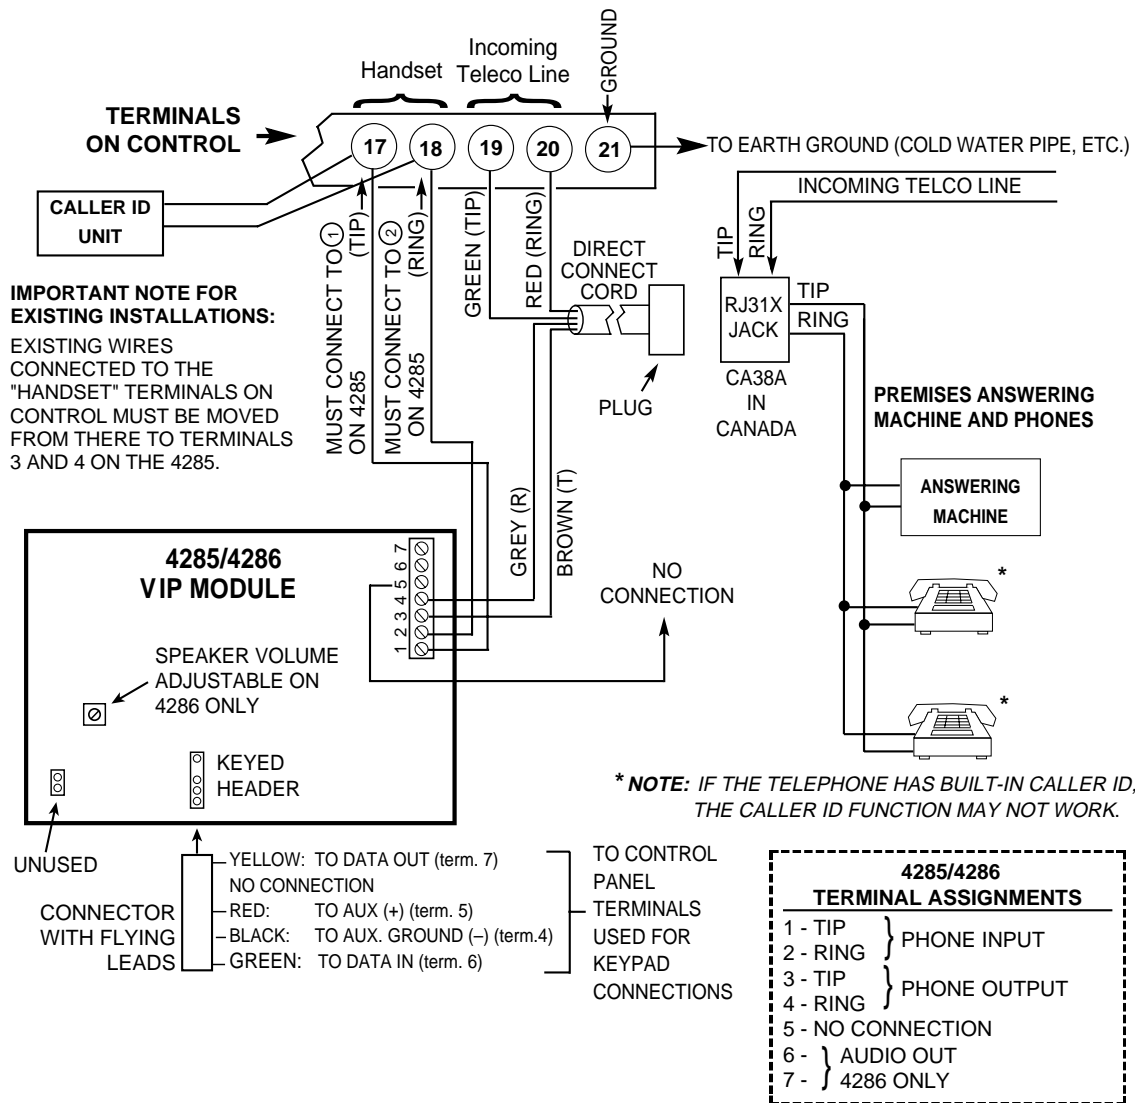 GROUND
Incoming
Teleco Line
Handset
TERMINALS
ON CONTROL
17
18
19
20
21
TO EARTH GROUND (COLD WATER PIPE, ETC.)
INCOMING TELCO LINE
CALLER ID
UNIT
MUST CONNECT TO 1
(TIP)
ON 4285
MUST CONNECT TO 2
(RING)
ON 4285
GREEN (TIP)
RED (RING)
DIRECT
CONNECT
CORD
PLUG
TIP
RING
RJ31X
JACK
TIP
RING
CA38A
IN
CANADA
IMPORTANT NOTE FOR
EXISTING INSTALLATIONS:
EXISTING WIRES
CONNECTED TO THE
"HANDSET" TERMINALS ON
CONTROL MUST BE MOVED
FROM THERE TO TERMINALS
3 AND 4 ON THE 4285.
PREMISES ANSWERING
MACHINE AND PHONES
ANSWERING
MACHINE
*
*
GREY (R)
BROWN (T)
NO
CONNECTION
4285/4286
VIP MODULE
7
6
5
4
3
2
1
SPEAKER VOLUME
ADJUSTABLE ON
4286 ONLY
KEYED
HEADER
UNUSED
* NOTE: IF THE TELEPHONE HAS BUILT-IN CALLER ID,
THE CALLER ID FUNCTION MAY NOT WORK.
CONNECTOR
WITH FLYING
LEADS
YELLOW: TO DATA OUT (term. 7)
NO CONNECTION
RED: TO AUX (+) (term. 5)
BLACK: TO AUX. GROUND (–) (term.4)
GREEN: TO DATA IN (term. 6)
TO CONTROL
PANEL
TERMINALS
USED FOR
KEYPAD
CONNECTIONS
4285/4286
TERMINAL ASSIGNMENTS
1 - TIP
2 - RING
PHONE INPUT
3 - TIP
4 - RING
PHONE OUTPUT
5 - NO CONNECTION
6 -
7 -
AUDIO OUT
4286 ONLY